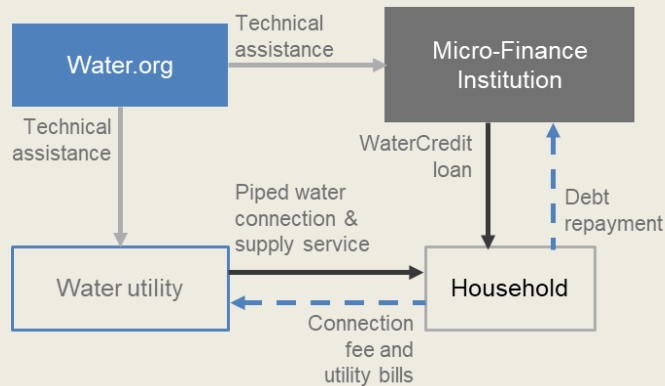 Water.org
Technical
assistance
Micro-Finance
Institution
Technical
assistance
WaterCredit
loan
Debt
repayment
Piped water
connection &
supply service
Water utility
Household
Connection
fee and
utility bills